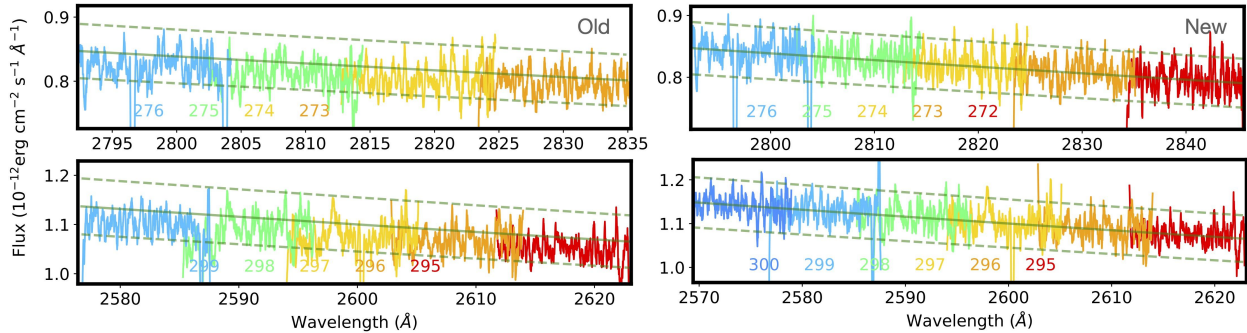 Flux (10⁻¹²erg cm⁻² s⁻¹ Å⁻¹)
0.9
0.8
Old
276 275 274 273
2795 2800 2805 2810 2815 2820 2825 2830 2835
0.9
0.8
New
276 275 274 273 272
2800 2810 2820 2830 2840
1.2
1.1
1.0
299 298 297 296 295
2580 2590 2600 2610 2620
Wavelength (Å)
1.2
1.1
1.0
300 299 298 297 296 295
2570 2580 2590 2600 2610 2620
Wavelength (Å)